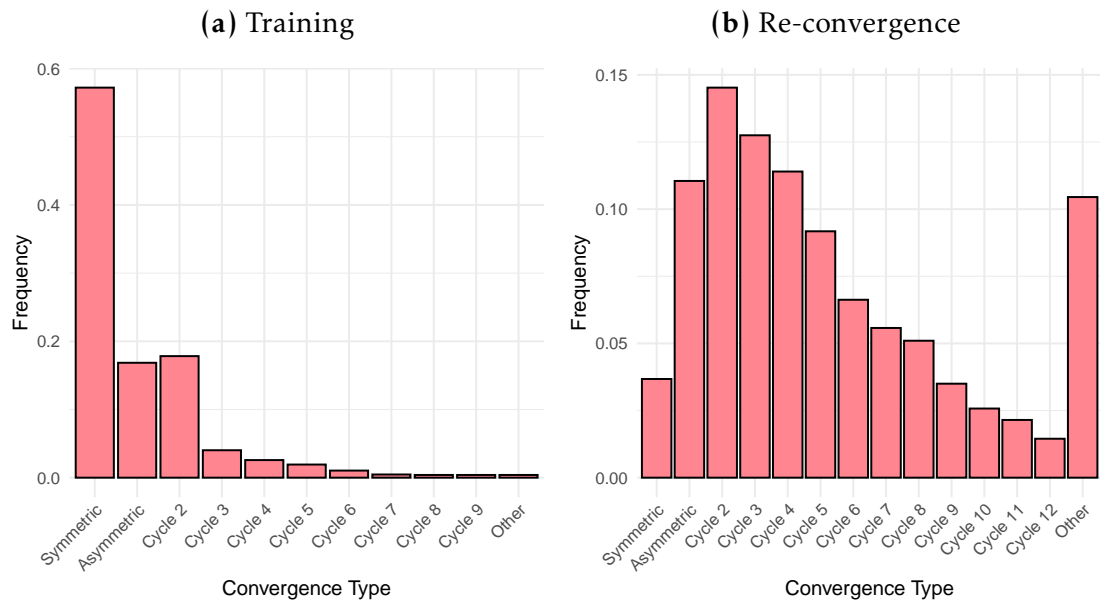 (a) Training
0.6
0.4
0.2
0.0
Frequency
Symmetric
Asymmetric
Cycle 2
Cycle 3
Cycle 4
Cycle 5
Cycle 6
Cycle 7
Cycle 8
Cycle 9
Other
Convergence Type
(b) Re-convergence
0.15
0.10
0.05
0.00
Frequency
Symmetric
Asymmetric
Cycle 2
Cycle 3
Cycle 4
Cycle 5
Cycle 6
Cycle 7
Cycle 8
Cycle 9
Cycle 10
Cycle 11
Cycle 12
Other
Convergence Type